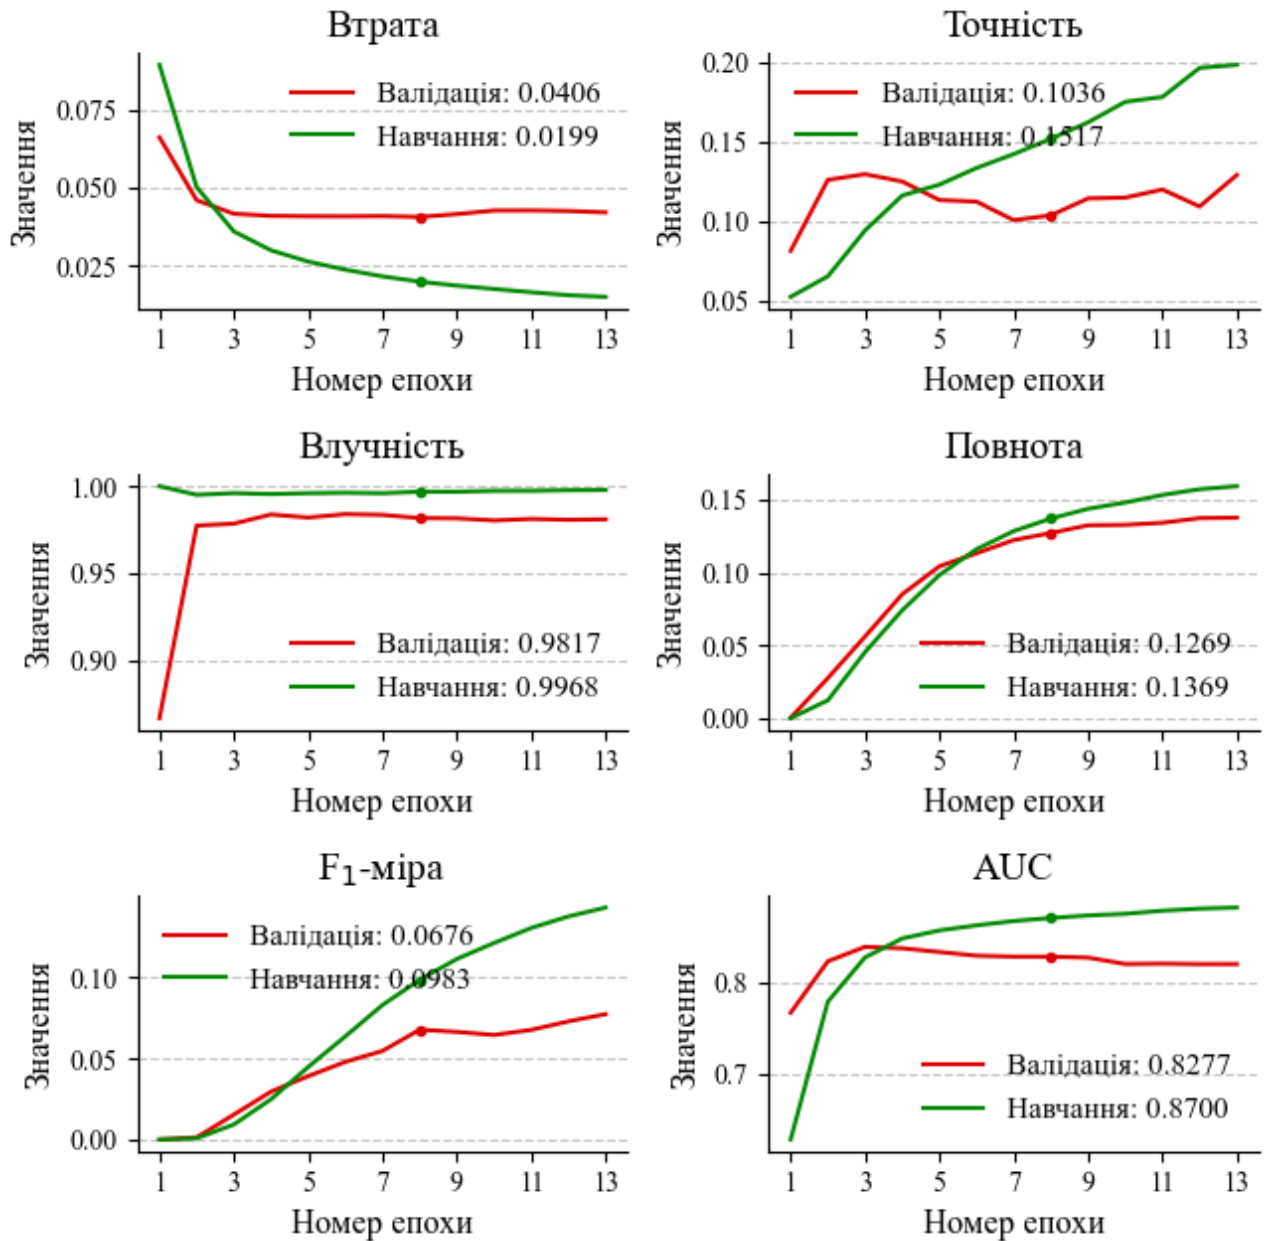 Втрата
Значення
0.075
0.050
0.025
Валідація: 0.0406
Навчання: 0.0199
1 3 5 7 9 11 13
Номер епохи
Точність
Значення
0.20
0.15
0.10
0.05
Валідація: 0.1036
Навчання: 0.1517
1 3 5 7 9 11 13
Номер епохи
Влучність
Значення
1.00
0.95
0.90
Валідація: 0.9817
Навчання: 0.9968
1 3 5 7 9 11 13
Номер епохи
Повнота
Значення
0.15
0.10
0.05
0.00
Валідація: 0.1269
Навчання: 0.1369
1 3 5 7 9 11 13
Номер епохи
F₁-міра
Значення
0.10
0.05
0.00
Валідація: 0.0676
Навчання: 0.0983
1 3 5 7 9 11 13
Номер епохи
AUC
Значення
0.8
0.7
Валідація: 0.8277
Навчання: 0.8700
1 3 5 7 9 11 13
Номер епохи